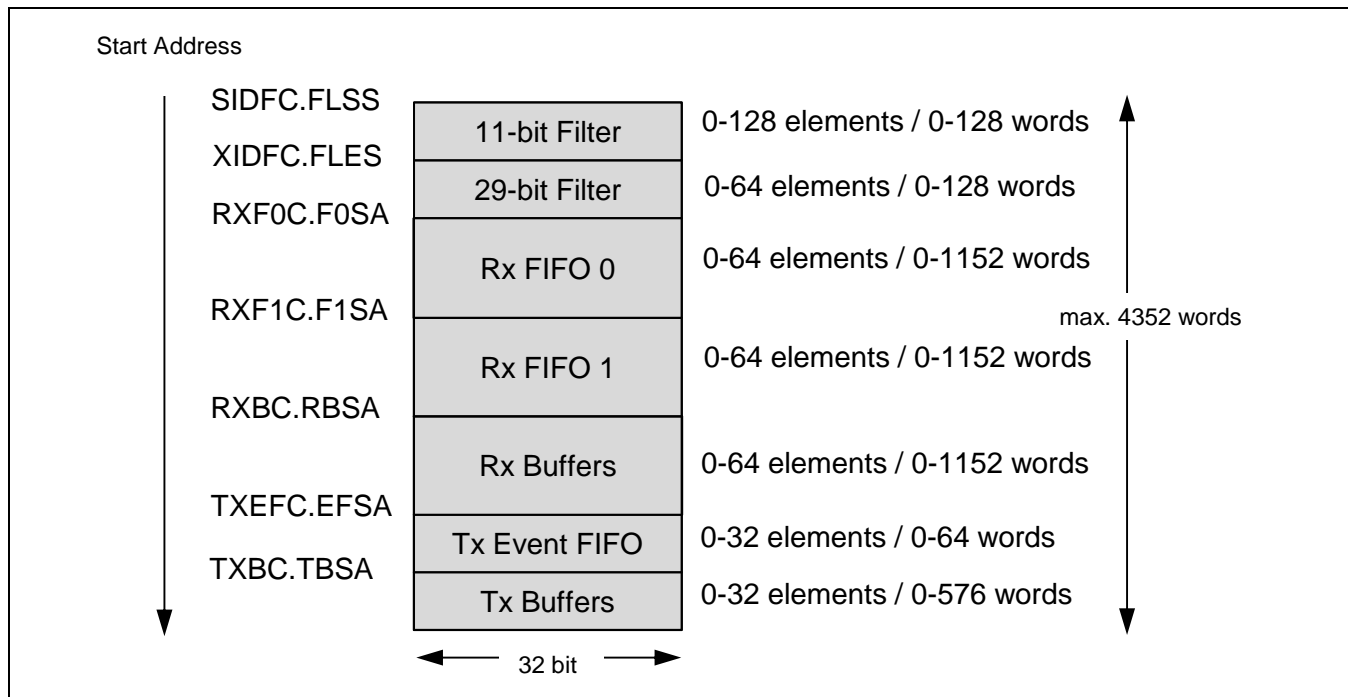 Start Address
SIDFC.FLSS
11-bit Filter
0-128 elements / 0-128 words
XIDFC.FLES
29-bit Filter
0-64 elements / 0-128 words
RXF0C.F0SA
Rx FIFO 0
0-64 elements / 0-1152 words
RXF1C.F1SA
max. 4352 words
Rx FIFO 1
0-64 elements / 0-1152 words
RXBC.RBSA
Rx Buffers
0-64 elements / 0-1152 words
TXEFC.EFSA
Tx Event FIFO
0-32 elements / 0-64 words
TXBC.TBSA
Tx Buffers
0-32 elements / 0-576 words
32 bit